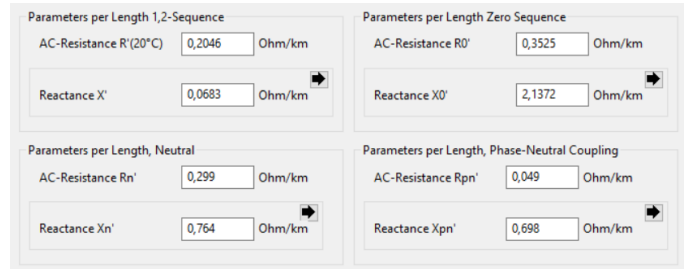 Parameters per Length 1,2-Sequence
AC-Resistance R'(20°C) 0,2046 Ohm/km
Reactance X' 0,0683 Ohm/km
Parameters per Length Zero Sequence
AC-Resistance R0' 0,3525 Ohm/km
Reactance X0' 2,1372 Ohm/km
Parameters per Length, Neutral
AC-Resistance Rn' 0,299 Ohm/km
Reactance Xn' 0,764 Ohm/km
Parameters per Length, Phase-Neutral Coupling
AC-Resistance Rpn' 0,049 Ohm/km
Reactance Xpn' 0,698 Ohm/km